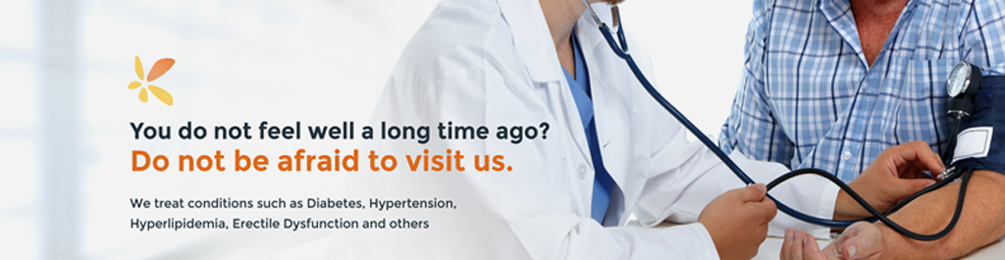 You do not feel well a long time ago?
Do not be afraid to visit us.
We treat conditions such as Diabetes, Hypertension,
Hyperlipidemia, Erectile Dysfunction and others